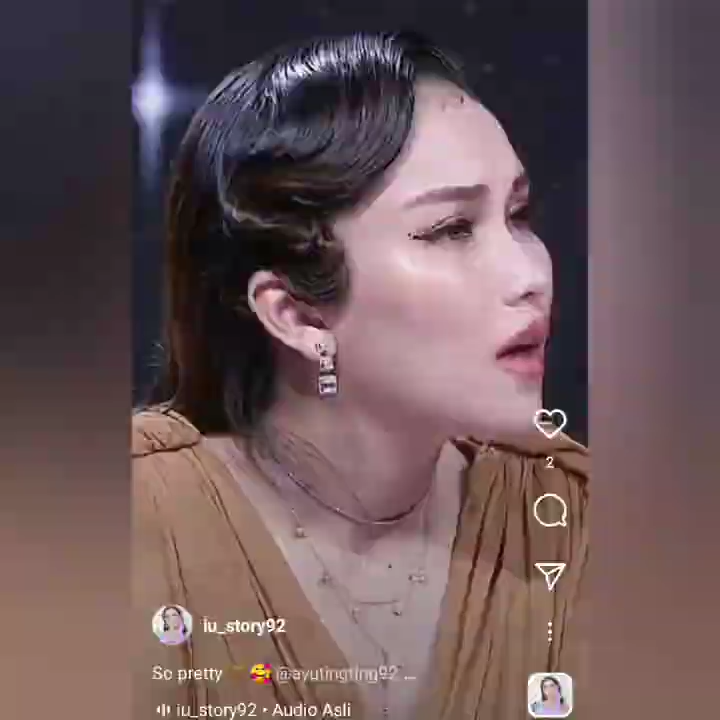 2
iu_story92
So pretty 🥰 @ayutingting92 ...
iu_story92 • Audio Asli